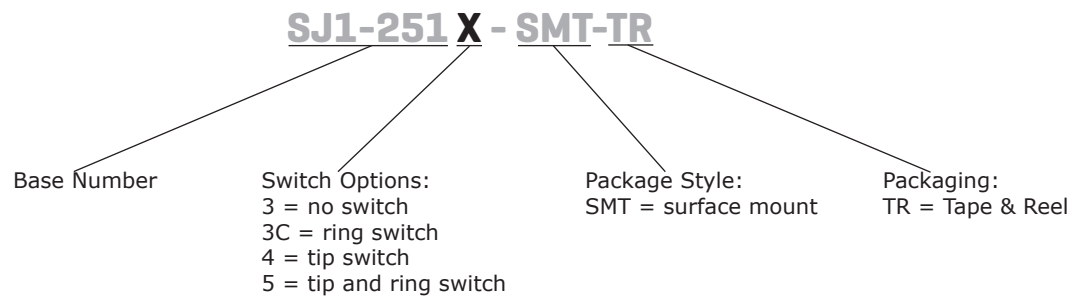 SJ1-251 X - SMT-TR
Base Number
Switch Options:
3 = no switch
3C = ring switch
4 = tip switch
5 = tip and ring switch
Package Style:
SMT = surface mount
Packaging:
TR = Tape & Reel